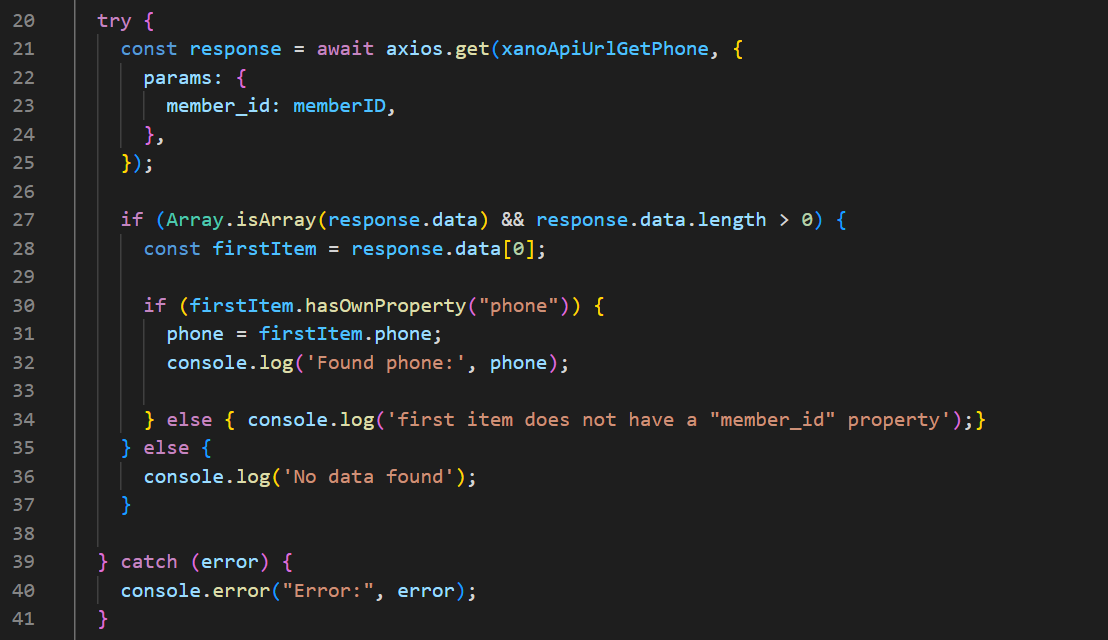 20 try {
21 const response = await axios.get(xanoApiUrlGetPhone, {
22 params: {
23 member_id: memberID,
24 },
25 });
26
27 if (Array.isArray(response.data) && response.data.length > 0) {
28 const firstItem = response.data[0];
29
30 if (firstItem.hasOwnProperty("phone")) {
31 phone = firstItem.phone;
32 console.log('Found phone:', phone);
33
34 } else { console.log('first item does not have a "member_id" property');}
35 } else {
36 console.log('No data found');
37 }
38
39 } catch (error) {
40 console.error("Error:", error);
41 }